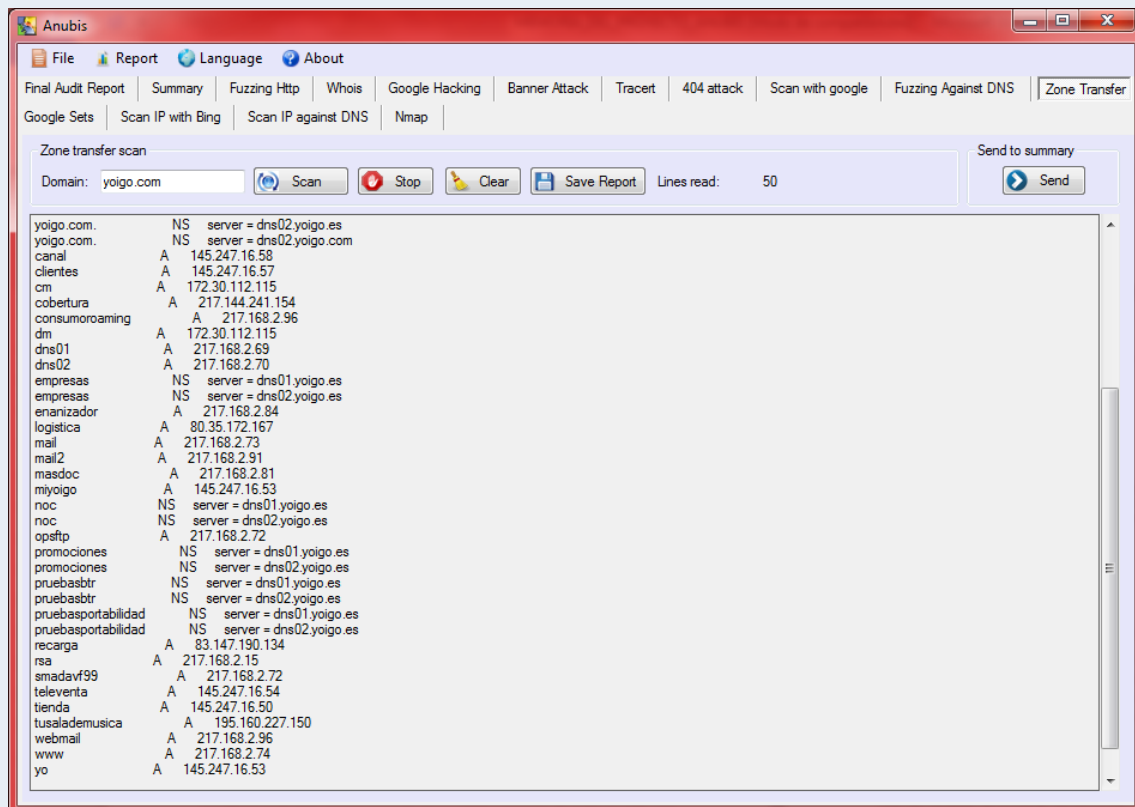 Anubis
File Report Language About
Final Audit Report Summary Fuzzing Http Whois Google Hacking Banner Attack Tracert 404 attack Scan with google Fuzzing Against DNS Zone Transfer
Google Sets Scan IP with Bing Scan IP against DNS Nmap
Zone transfer scan Send to summary
Domain: yoigo.com Scan Stop Clear Save Report Lines read: 50 Send
yoigo.com. NS server = dns02.yoigo.es
yoigo.com. NS server = dns02.yoigo.com
canal A 145.247.16.58
clientes A 145.247.16.57
cm A 172.30.112.115
cobertura A 217.144.241.154
consumoroaming A 217.168.2.96
dm A 172.30.112.115
dns01 A 217.168.2.69
dns02 A 217.168.2.70
empresas NS server = dns01.yoigo.es
empresas NS server = dns02.yoigo.es
enanizador A 217.168.2.84
logistica A 80.35.172.167
mail A 217.168.2.73
mail2 A 217.168.2.91
masdoc A 217.168.2.81
miyoigo A 145.247.16.53
noc NS server = dns01.yoigo.es
noc NS server = dns02.yoigo.es
opsftp A 217.168.2.72
promociones NS server = dns01.yoigo.es
promociones NS server = dns02.yoigo.es
pruebasbtr NS server = dns01.yoigo.es
pruebasbtr NS server = dns02.yoigo.es
pruebasportabilidad NS server = dns01.yoigo.es
pruebasportabilidad NS server = dns02.yoigo.es
recarga A 83.147.190.134
rsa A 217.168.2.15
smadavf99 A 217.168.2.72
televenta A 145.247.16.54
tienda A 145.247.16.50
tusalademusica A 195.160.227.150
webmail A 217.168.2.96
www A 217.168.2.74
yo A 145.247.16.53